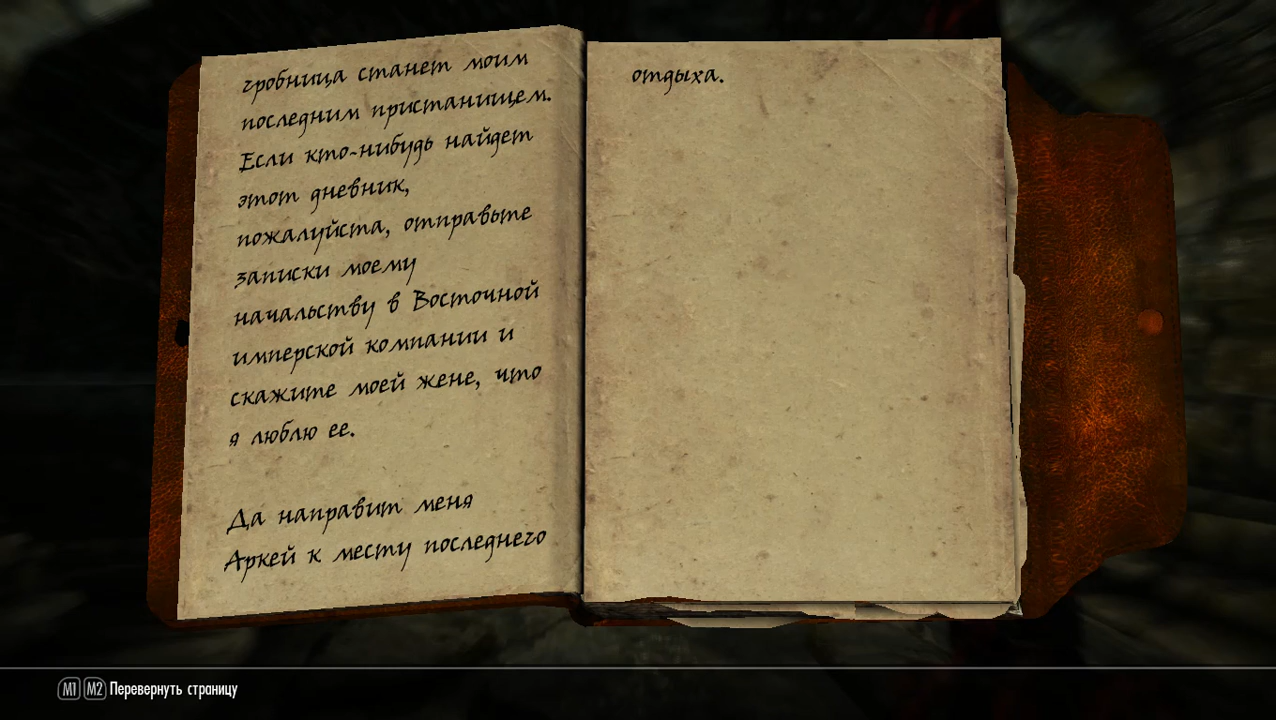 гробница станет моим
последним пристанищем.
Если кто-нибудь найдет
этот дневник,
пожалуйста, отправьте
записки моему
начальству в Восточной
имперской компании и
скажите моей жене, что
я люблю ее.
Да направит меня
Аркей к месту последнего
отдыха.
M1 M2 Перевернуть страницу